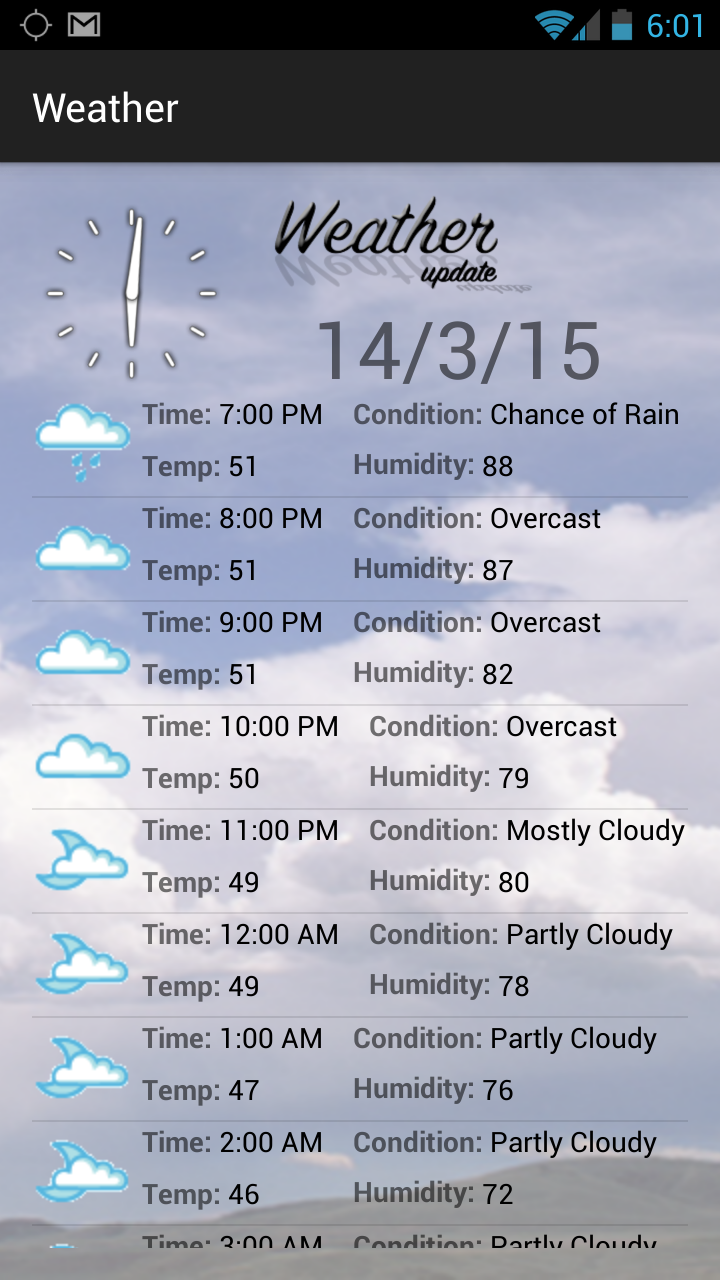 6:01
Weather
Weather
update
14/3/15
Time: 7:00 PM Condition: Chance of Rain
Temp: 51 Humidity: 88
Time: 8:00 PM Condition: Overcast
Temp: 51 Humidity: 87
Time: 9:00 PM Condition: Overcast
Temp: 51 Humidity: 82
Time: 10:00 PM Condition: Overcast
Temp: 50 Humidity: 79
Time: 11:00 PM Condition: Mostly Cloudy
Temp: 49 Humidity: 80
Time: 12:00 AM Condition: Partly Cloudy
Temp: 49 Humidity: 78
Time: 1:00 AM Condition: Partly Cloudy
Temp: 47 Humidity: 76
Time: 2:00 AM Condition: Partly Cloudy
Temp: 46 Humidity: 72
Time: 3:00 AM Condition: Partly Cloudy